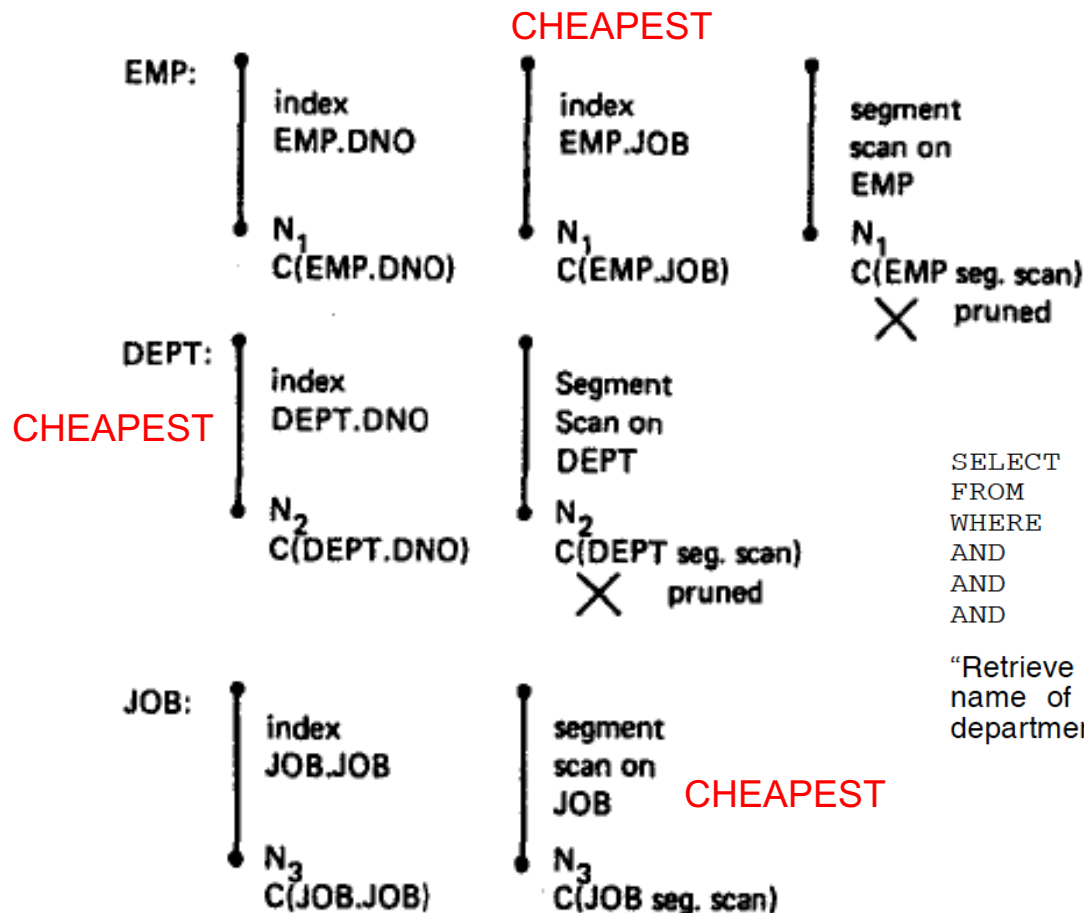 CHEAPEST
EMP:
index
EMP.DNO
N1
C(EMP.DNO)
index
EMP.JOB
N1
C(EMP.JOB)
segment
scan on
EMP
N1
C(EMP seg. scan)
pruned
DEPT:
CHEAPEST
index
DEPT.DNO
N2
C(DEPT.DNO)
Segment
Scan on
DEPT
N2
C(DEPT seg. scan)
pruned
SELECT
FROM
WHERE
AND
AND
AND
“Retrieve
name of
departmen
JOB:
index
JOB.JOB
N3
C(JOB.JOB)
segment
scan on
JOB
CHEAPEST
N3
C(JOB seg. scan)